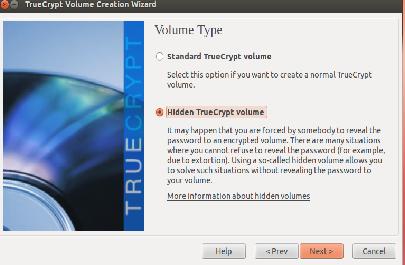 TrueCrypt Volume Creation Wizard
Volume Type
Standard TrueCrypt volume
Select this option if you want to create a normal TrueCrypt
volume.
Hidden TrueCrypt volume
It may happen that you are forced by somebody to reveal the
password to an encrypted volume. There are many situations
where you cannot refuse to reveal the password (for example,
due to extortion). Using a so-called hidden volume allows you
to solve such situations without revealing the password to
your volume.
More information about hidden volumes
TRUECRYPT
Help
< Prev
Next >
Cancel